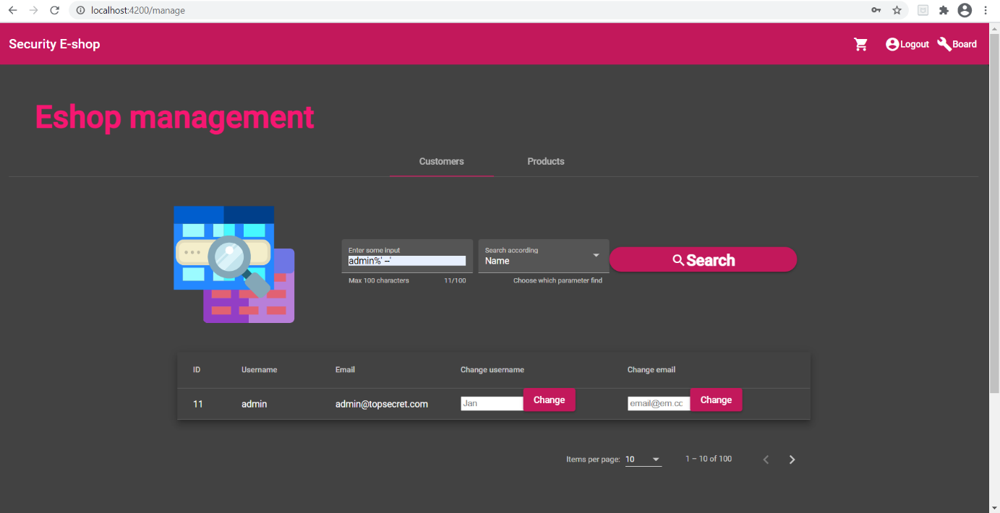 localhost:4200/manage
Security E-shop
Logout
Board
Eshop management
Customers
Products
Enter some input
admin%' --'
Max 100 characters
11/100
Search according
Name
Choose which parameter find
Search
ID Username Email Change username Change email
11 admin admin@topsecret.com Jan Change email@em.cc Change
Items per page: 10 1 – 10 of 100